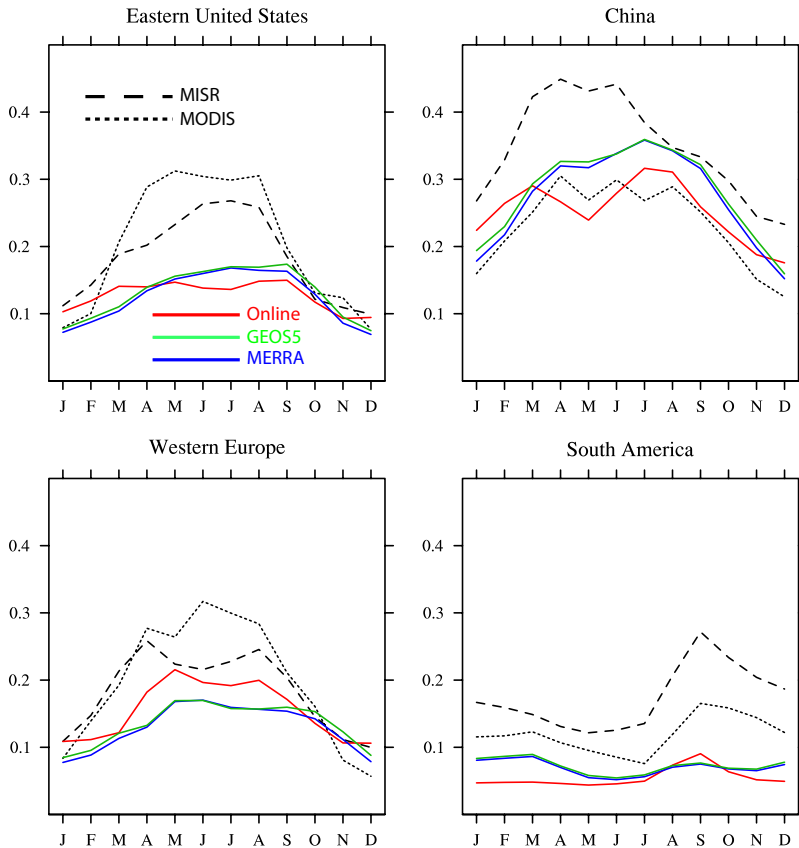 Eastern United States
China
MISR
MODIS
0.4
0.3
0.2
0.1
Online
GEOS5
MERRA
J F M A M J J A S O N D
0.4
0.3
0.2
0.1
J F M A M J J A S O N D
Western Europe
South America
0.4
0.3
0.2
0.1
J F M A M J J A S O N D
0.4
0.3
0.2
0.1
J F M A M J J A S O N D